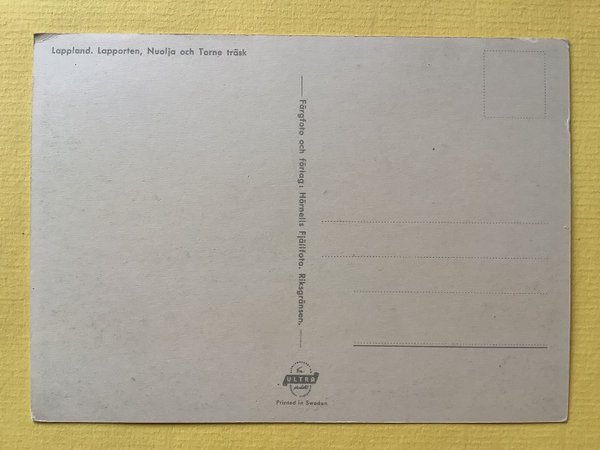 Lappland. Lapporten, Nuolja och Torne träsk
Färgfoto och förlag: Hörnells Fjällfoto. Riksgränsen.
ULTRA
Printed in Sweden